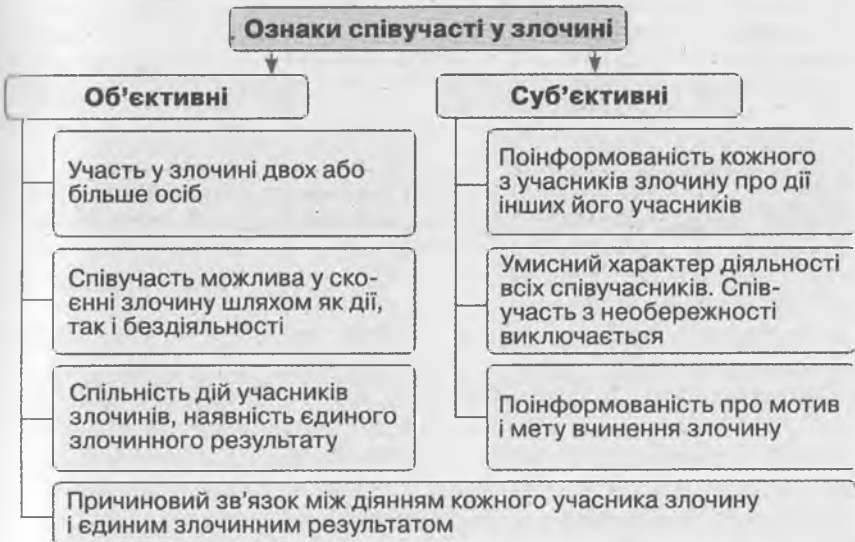 Ознаки співучасті у злочині
Об’єктивні
Участь у злочині двох або
більше осіб
Співучасть можлива у ско-
єнні злочину шляхом як дії,
так і бездіяльності
Спільність дій учасників
злочинів, наявність єдиного
злочинного результату
Причиновий зв’язок між діянням кожного учасника злочину
і єдиним злочинним результатом
Суб’єктивні
Поінформованість кожного
з учасників злочину про дії
інших його учасників
Умисний характер діяльності
всіх співучасників. Спів-
участь з необережності
виключається
Поінформованість про мотив
і мету вчинення злочину